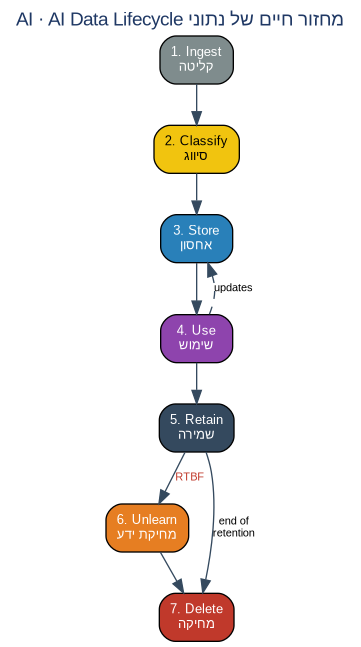 מחזור חיים של נתוני AI · AI Data Lifecycle
1. Ingest
קליטה
2. Classify
סיווג
3. Store
אחסון
updates
4. Use
שימוש
5. Retain
שמירה
RTBF
6. Unlearn
מחיקת ידע
end of
retention
7. Delete
מחיקה